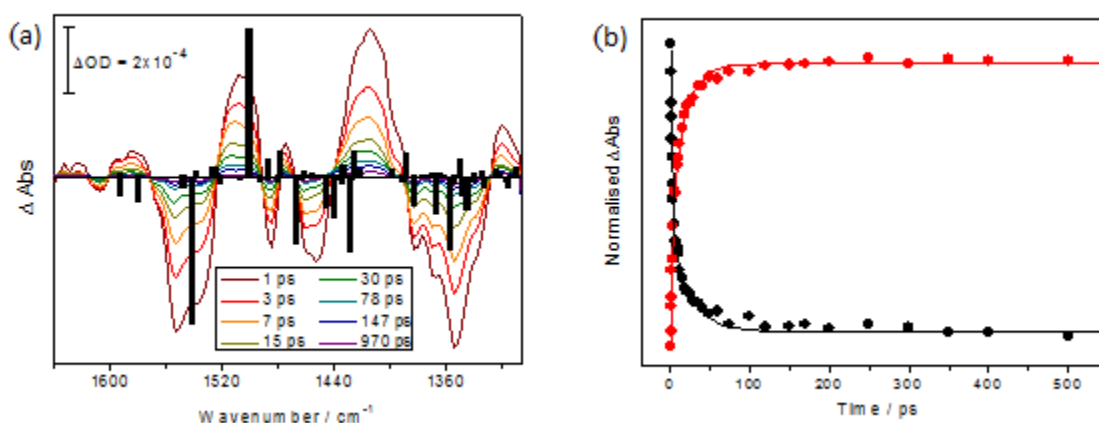 (a)
ΔOD = 2x10⁻⁴
Δ Abs
1 ps
3 ps
7 ps
15 ps
30 ps
78 ps
147 ps
970 ps
1600
1520
1440
1360
Wavenumber / cm⁻¹
(b)
Normalised Δ Abs
0
100
200
300
400
500
Time / ps